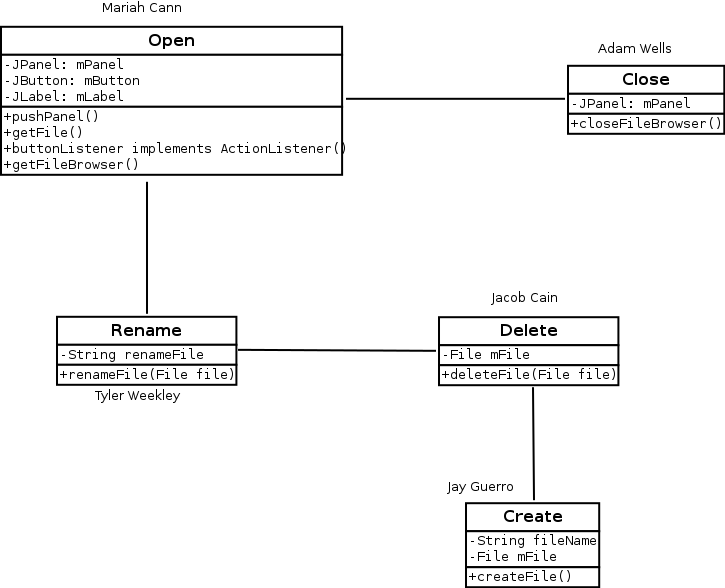 Mariah Cann
Open
-JPanel: mPanel
-JButton: mButton
-JLabel: mLabel
+pushPanel()
+getFile()
+buttonListener implements ActionListener()
+getFileBrowser()
Adam Wells
Close
-JPanel: mPanel
+closeFileBrowser()
Rename
-String renameFile
+renameFile(File file)
Tyler Weekley
Jacob Cain
Delete
-File mFile
+deleteFile(File file)
Jay Guerro
Create
-String fileName
-File mFile
+createFile()